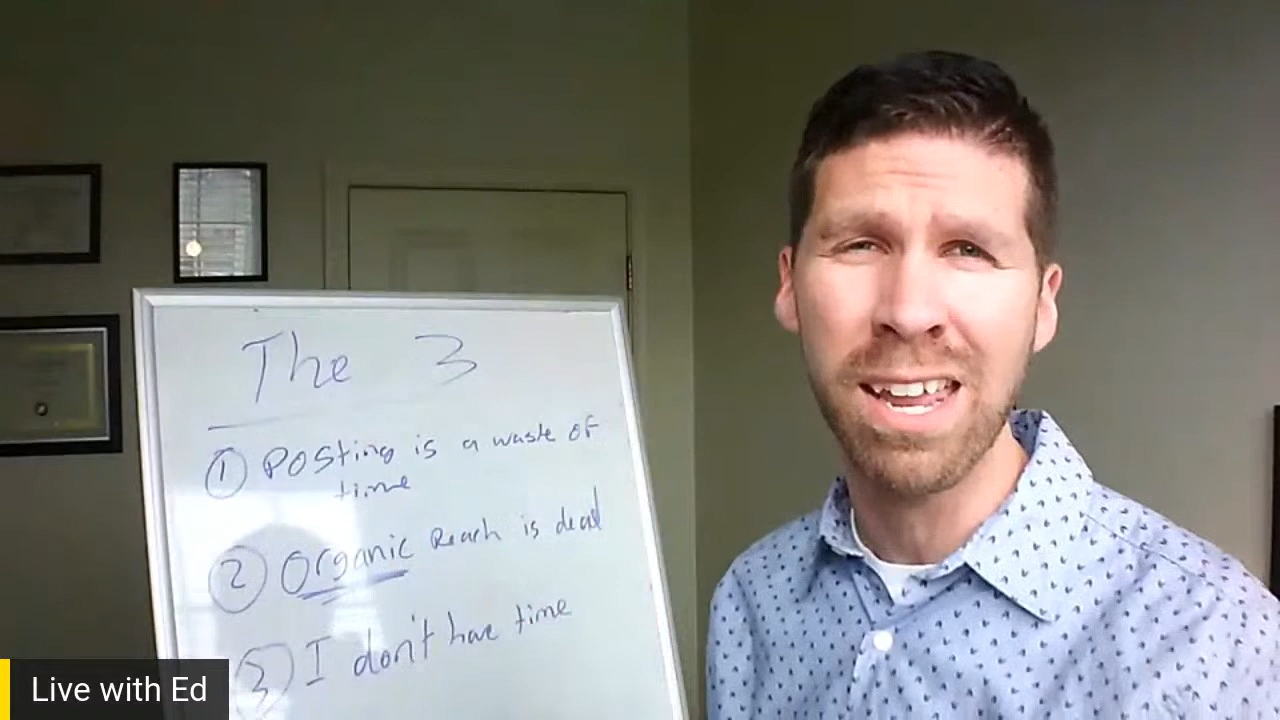 The 3
① Posting is a waste of
time
② Organic Reach is dead
③ I don't have time
Live with Ed